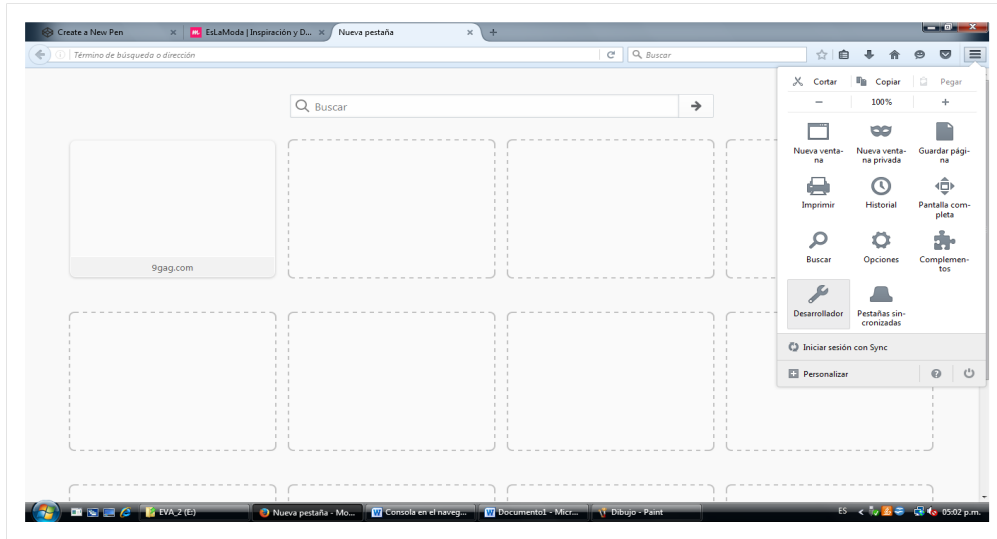 Create a New Pen
EsLaModa | Inspiración y D...
Nueva pestaña
Término de búsqueda o dirección
Buscar
Cortar
Copiar
Pegar
100%
Buscar
Nueva venta-
na
Nueva venta-
na privada
Guardar pági-
na
Imprimir
Historial
Pantalla com-
pleta
Buscar
Opciones
Complemen-
tos
9gag.com
Desarrollador
Pestañas sin-
cronizadas
Iniciar sesión con Sync
Personalizar
EVA_2 (E:)
Nueva pestaña - Mo...
Consola en el naveg...
Documento1 - Micr...
Dibujo - Paint
ES
05:02 p.m.